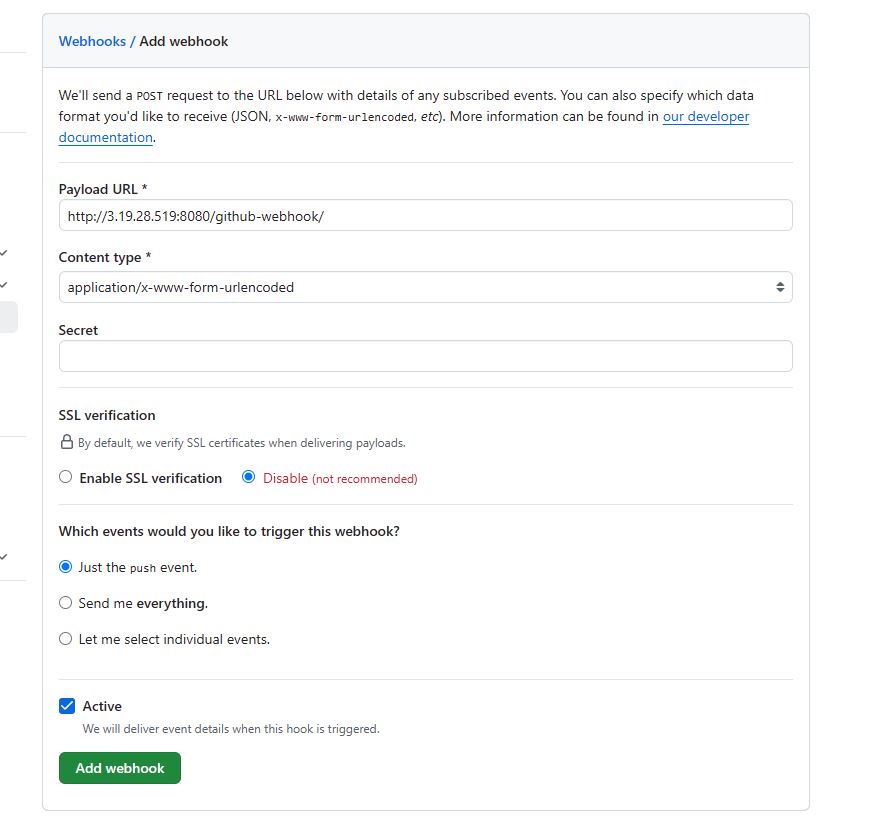 Webhooks / Add webhook
We'll send a POST request to the URL below with details of any subscribed events. You can also specify which data
format you'd like to receive (JSON, x-www-form-urlencoded, etc). More information can be found in our developer
documentation.
Payload URL *
http://3.19.28.519:8080/github-webhook/
Content type *
application/x-www-form-urlencoded
Secret
SSL verification
By default, we verify SSL certificates when delivering payloads.
Enable SSL verification Disable (not recommended)
Which events would you like to trigger this webhook?
Just the push event.
Send me everything.
Let me select individual events.
Active
We will deliver event details when this hook is triggered.
Add webhook